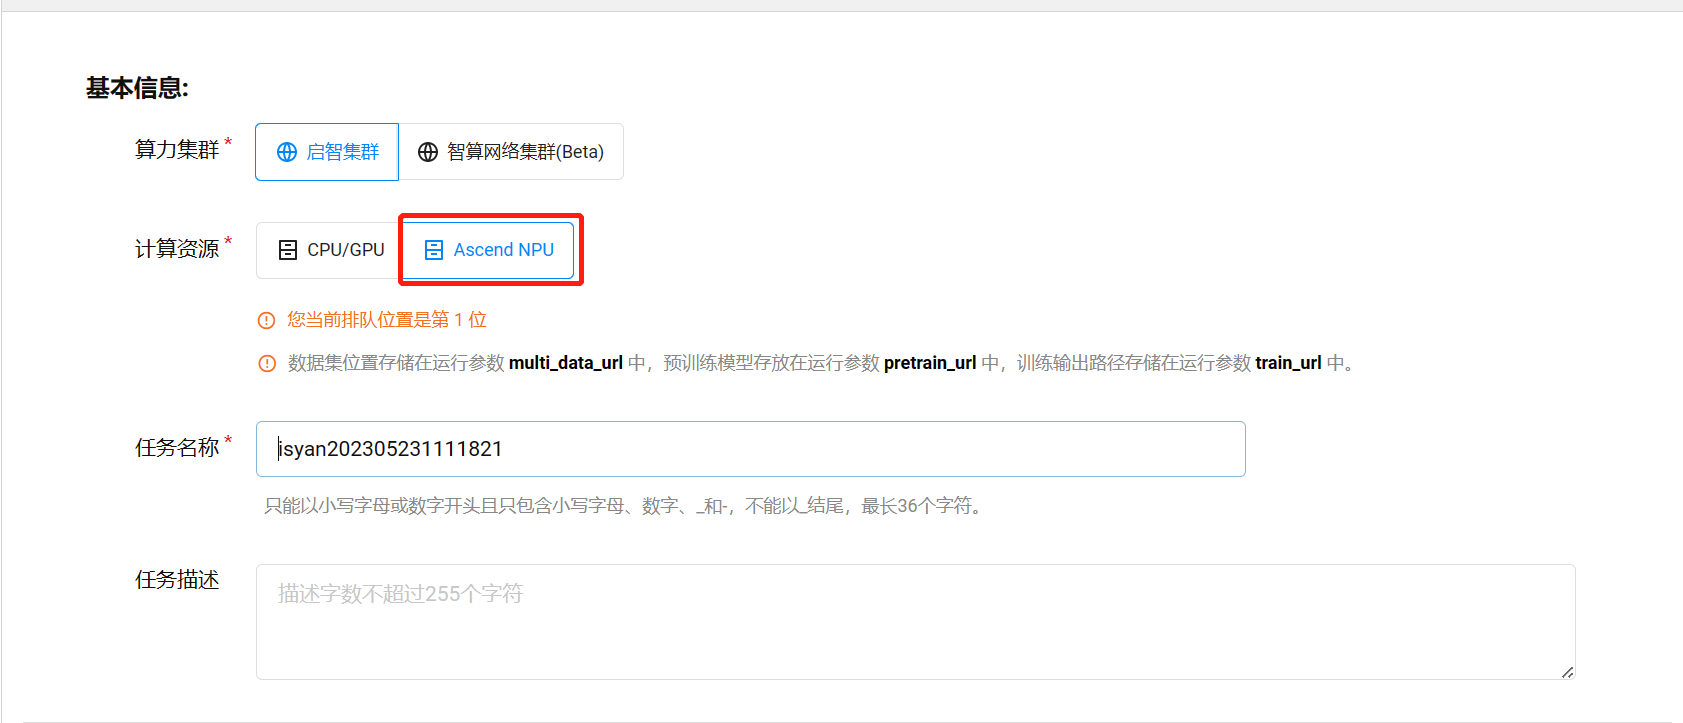 基本信息:
算力集群 * 启智集群 智算网络集群(Beta)
计算资源 * CPU/GPU Ascend NPU
您当前排队位置是第 1 位
数据集位置存储在运行参数 multi_data_url 中，预训练模型存放在运行参数 pretrain_url 中，训练输出路径存储在运行参数 train_url 中。
任务名称 * isyan202305231111821
只能以小写字母或数字开头且只包含小写字母、数字、_和-，不能以_结尾，最长36个字符。
任务描述 描述字数不超过255个字符